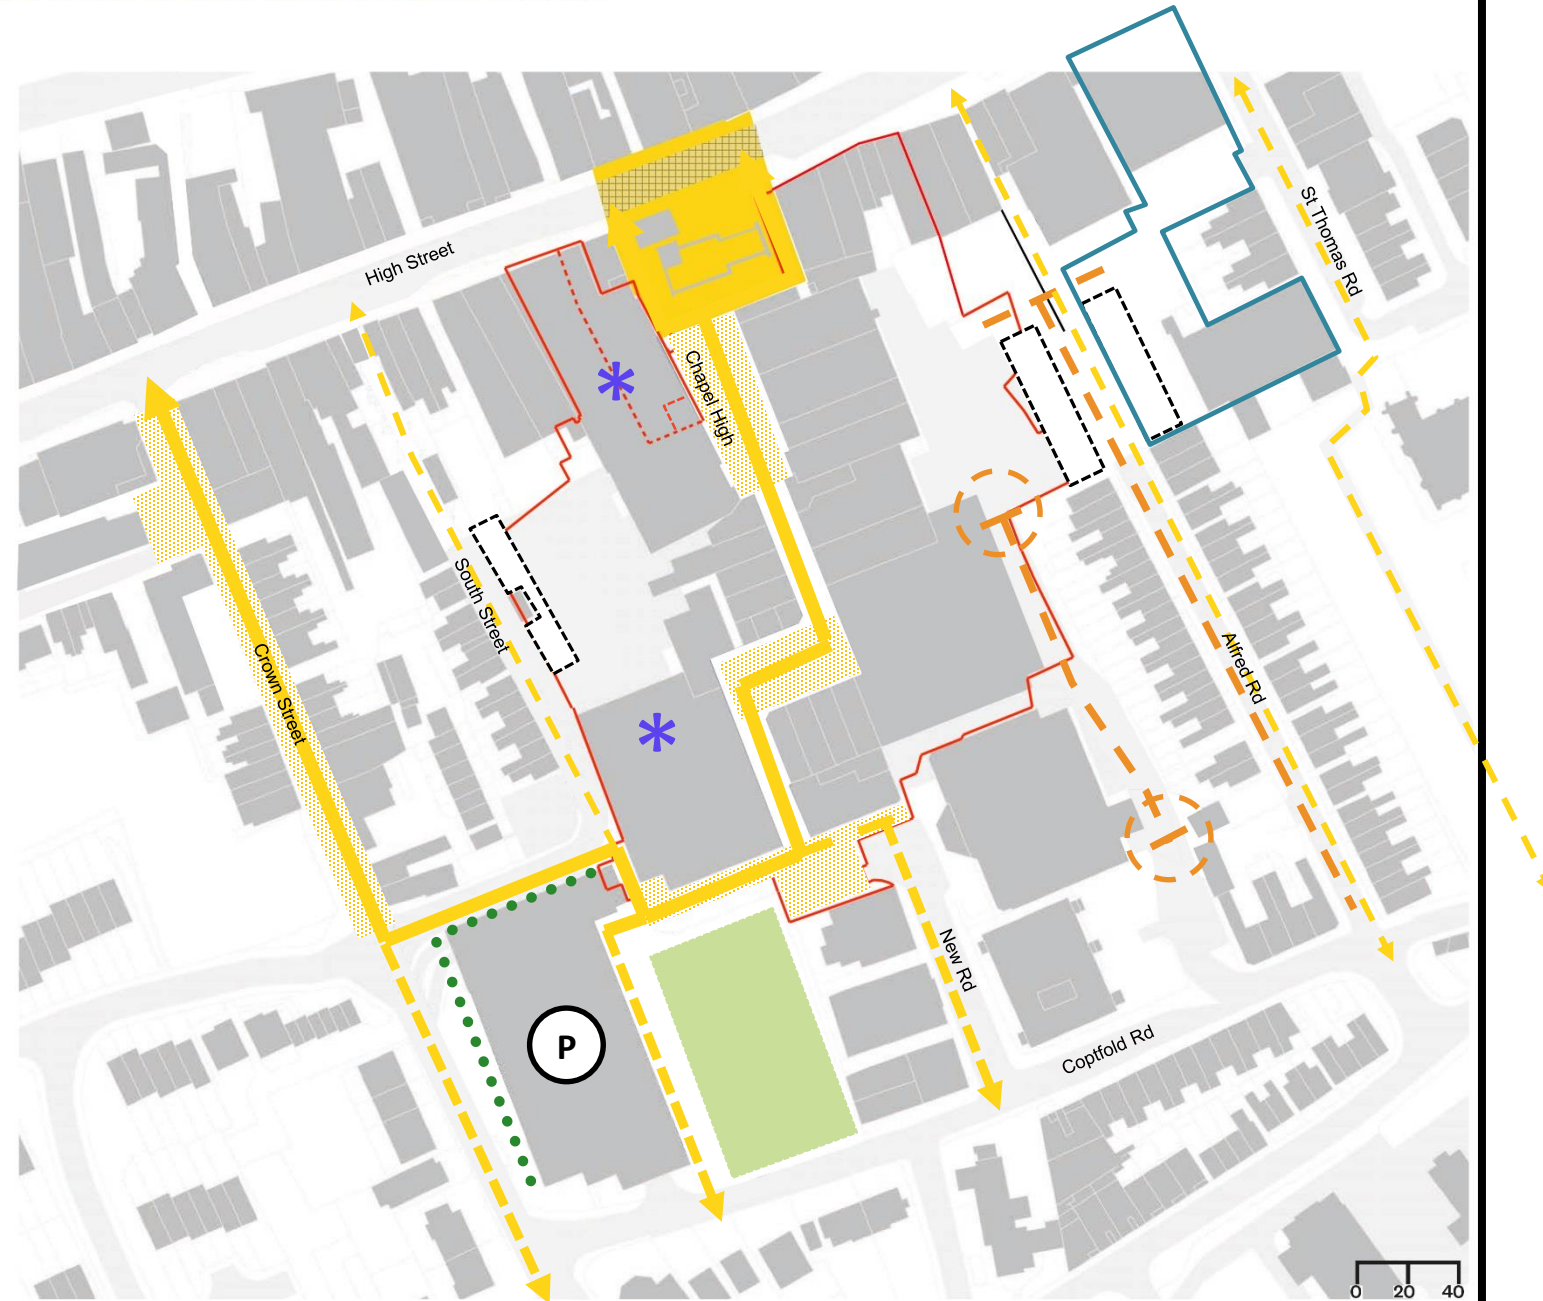 High Street
St Thomas Rd
Chapel High
South Street
Crown Street
Alfred Rd
New Rd
Coptfold Rd
P
0 20 40